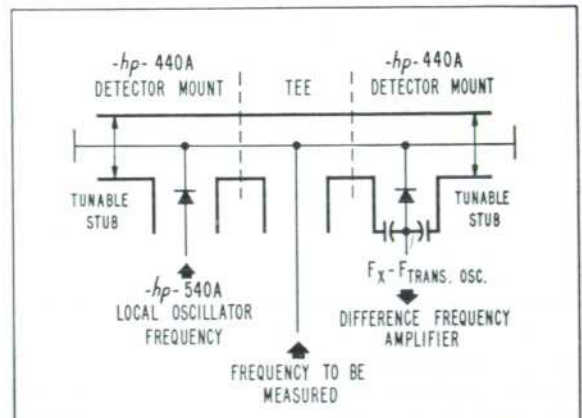 -hp- 440A
DETECTOR MOUNT
TEE
-hp- 440A
DETECTOR MOUNT
TUNABLE
STUB
TUNABLE
STUB
-hp- 540A
LOCAL OSCILLATOR
FREQUENCY
FREQUENCY TO BE
MEASURED
FX-FTRANS. OSC.
DIFFERENCE FREQUENCY
AMPLIFIER